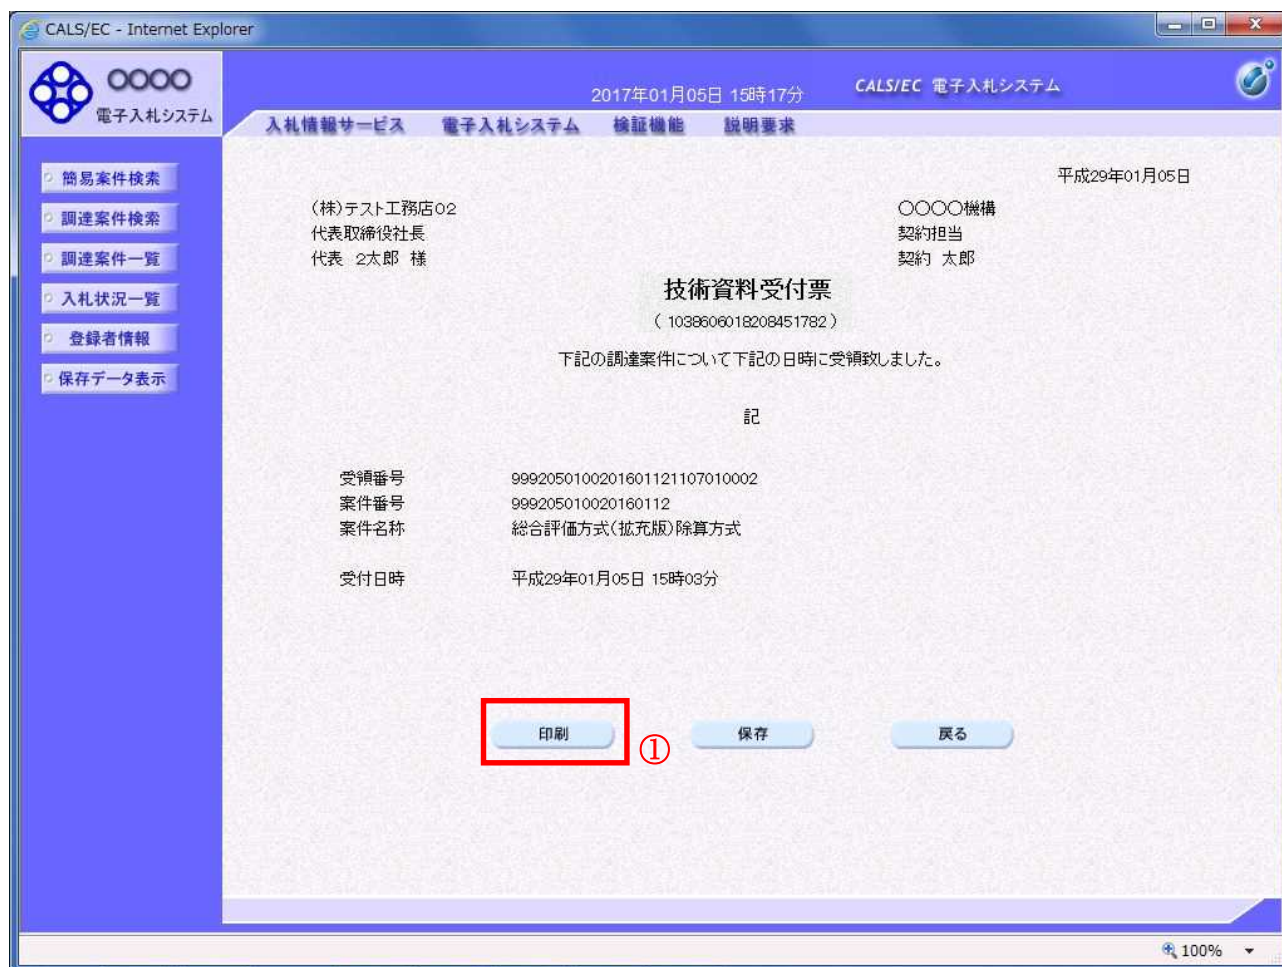 CALS/EC - Internet Explorer
〇〇〇〇
電子入札システム
2017年01月05日 15時17分
CALS/EC 電子入札システム
入札情報サービス 電子入札システム 検証機能 説明要求
簡易案件検索
調達案件検索
調達案件一覧
入札状況一覧
登録者情報
保存データ表示
平成29年01月05日
(株)テスト工務店02
代表取締役社長
代表 2太郎 様
〇〇〇〇機構
契約担当
契約 太郎
技術資料受付票
(1038606018208451782)
下記の調達案件について下記の日時に受領致しました。
記
受領番号 99920501002016011211070​10002
案件番号 999205010020160112
案件名称 総合評価方式(拡充版)除算方式
受付日時 平成29年01月05日 15時03分
印刷 ① 保存 戻る
100%